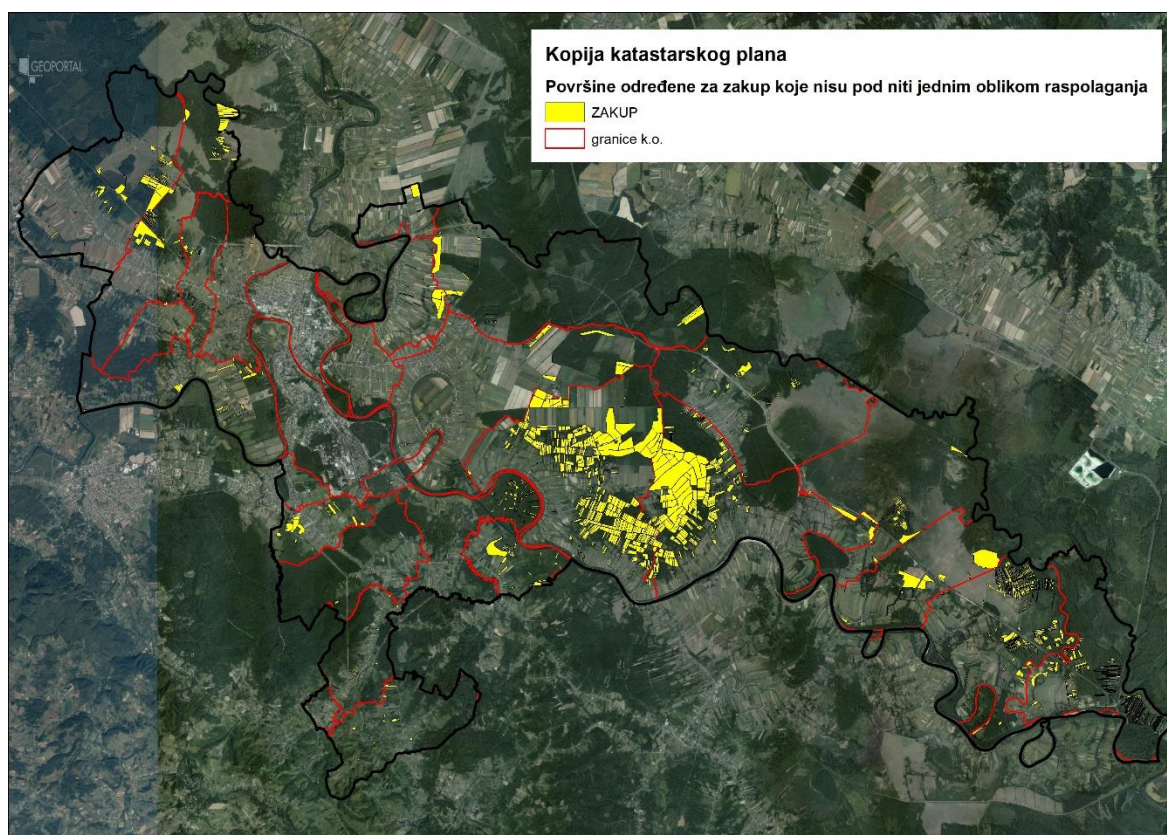 GEOPORTAL
Kopija katastarskog plana
Površine određene za zakup koje nisu pod niti jednim oblikom raspolaganja
ZAKUP
granice k.o.